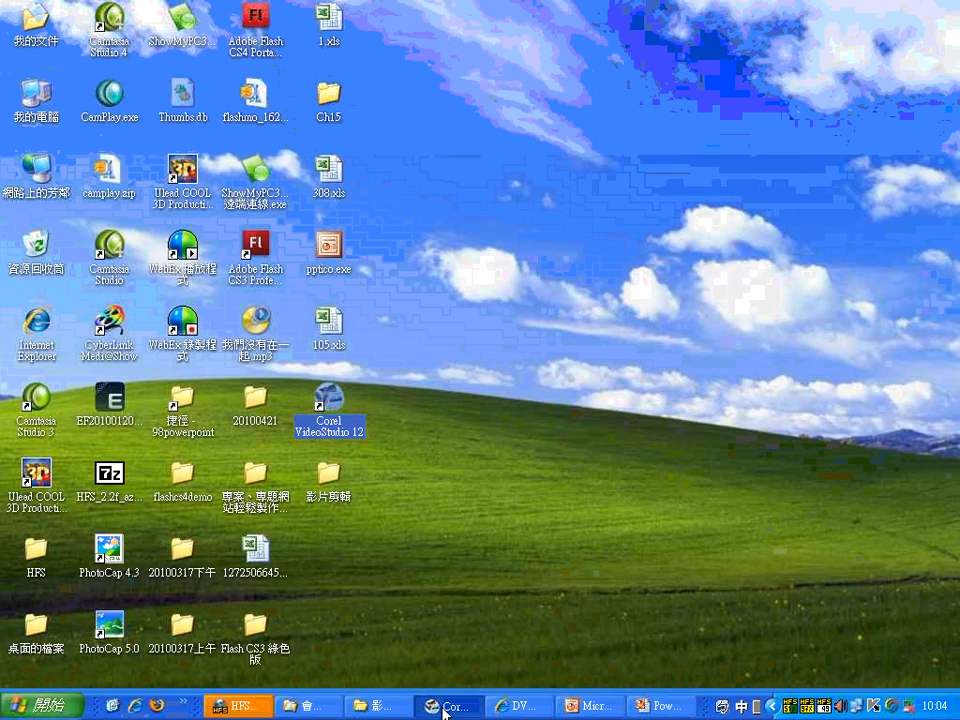 我的文件
Camtasia
Studio 4
ShowMyPC3...
Adobe Flash
CS4 Porta...
1.xls
我的電腦
CamPlay.exe
Thumbs.db
flashmo_162...
Ch15
網路上的芳鄰
camplay.zip
Ulead COOL
3D Producti...
ShowMyPC3...
遠端連線.exe
308.xls
資源回收筒
Camtasia
Studio
WebEx 播放程
式
Adobe Flash
CS3 Profe...
pptico.exe
Internet
Explorer
CyberLink
Medi@Show
WebEx 錄製程
式
我們沒有在一
起.mp3
105.xls
Camtasia
Studio 3
EF20100120...
捷徑 -
98powerpoint
20100421
Corel
VideoStudio 12
Ulead COOL
3D Producti...
HFS_2.2f_az...
flashcs4demo
專案、專題網
站輕鬆製作...
影片剪輯
HFS
PhotoCap 4.3
20100317下午
1272506645...
桌面的檔案
PhotoCap 5.0
20100317上午
Flash CS3 綠色
版
開始
HFS...
會...
影...
Cor...
DV...
Micr...
Pow...
中
10:04